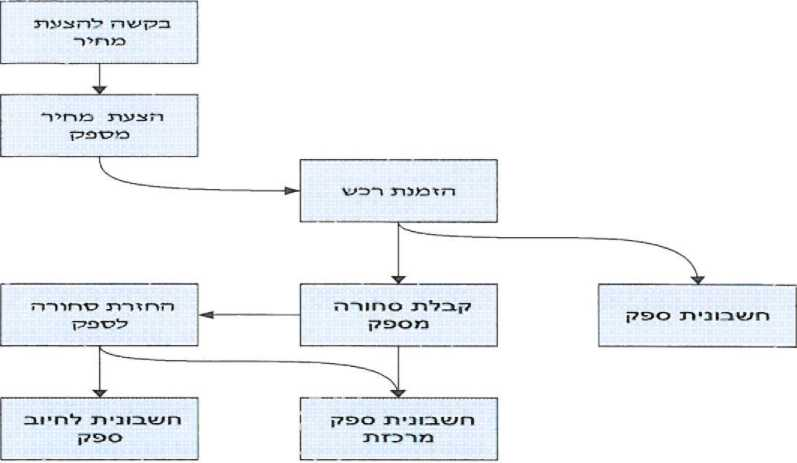 בקשה להצעת
מחיר
הצעת מחיר
מספק
הזמנת רכש
החזרת סחורה
לספק
קבלת סחורה
מספק
חשבונית ספק
חשבונית לחיוב
ספק
חשבונית ספק
מרכזת